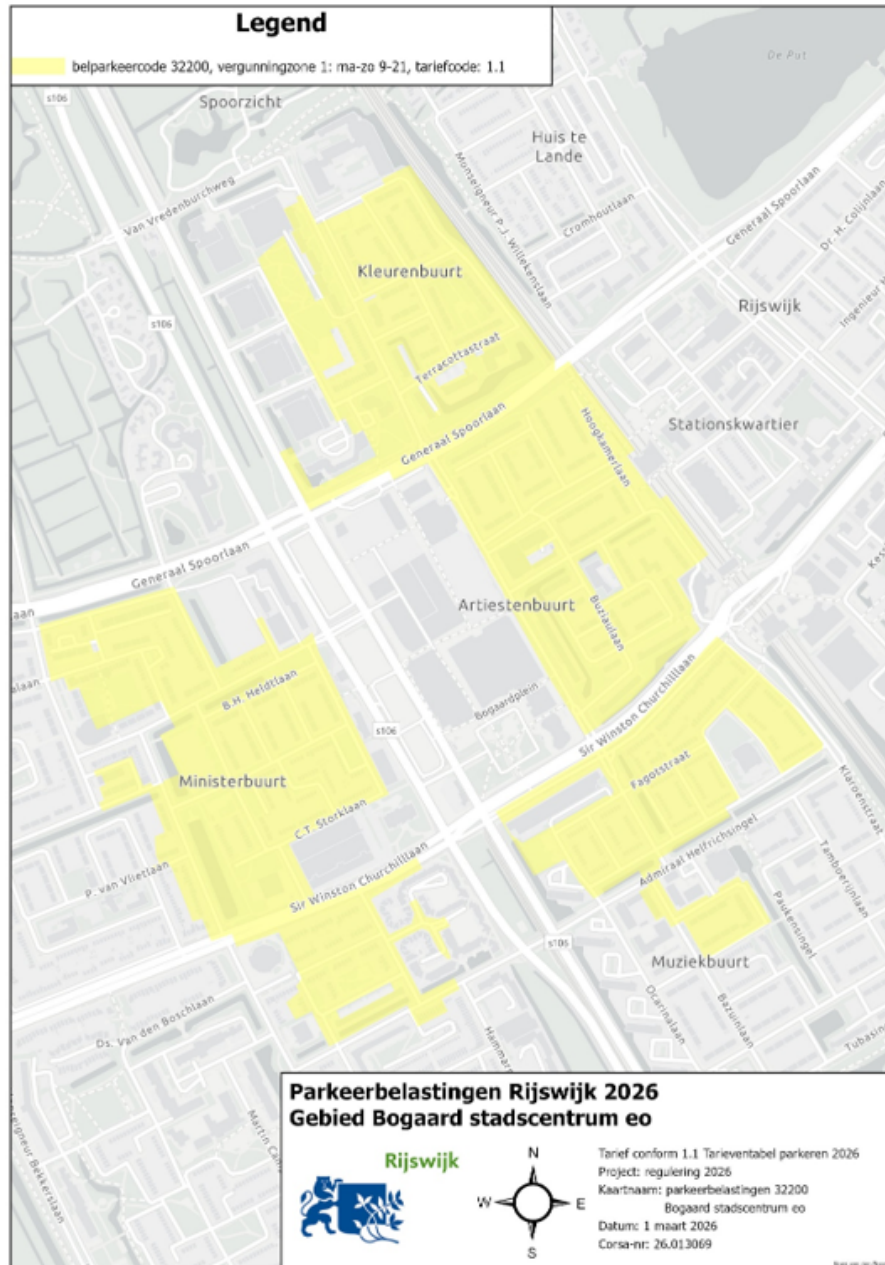 Legend
belparkeercode 32200, vergunningzone 1: ma-zo 9-21, tariefcode: 1.1
De Put
s106
Spoorzicht
Huis te
Lande
Monseigneur P.J. Willekenslaan
Cromhoutlaan
Generaal Spoorlaan
Dr. H. Colijnlaan
Van Vredenburchweg
Kleurenbuurt
Rijswijk
s106
Terracottastraat
Generaal Spoorlaan
Hoogkamerlaan
Stationskwartier
Generaal Spoorlaan
Artiestenbuurt
Buziaulaan
B.H. Heldtlaan
Bogaardplein
Sir Winston Churchilllaan
s106
Ministerbuurt
Fagotstraat
Klaroenstraat
C.T. Storklaan
P. van Vlietlaan
Admiraal Helfrichsingel
Tamboerijnlaan
Sir Winston Churchilllaan
Paukensingel
s106
Muziekbuurt
Ocarinalaan
Bazuinlaan
Ds. Van den Boschlaan
Parkeerbelastingen Rijswijk 2026
Gebied Bogaard stadscentrum eo
Rijswijk
N
W
E
S
Tarief conform 1.1 Tarieventabel parkeren 2026
Project: regulering 2026
Kaartnaam: parkeerbelastingen 32200
Bogaard stadscentrum eo
Datum: 1 maart 2026
Corsa-nr: 26.013069